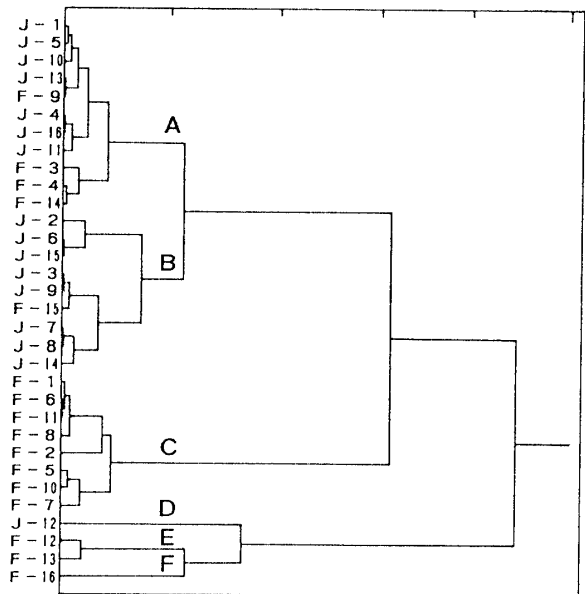 J - 1
J - 5
J - 10
J - 13
F - 9
J - 4
A
J - 16
J - 11
F - 3
F - 4
F - 14
J - 2
J - 6
J - 15
B
J - 3
J - 9
F - 15
J - 7
J - 8
J - 14
F - 1
F - 6
F - 11
F - 8
F - 2
C
F - 5
F - 10
F - 7
D
J - 12
F - 12
E
F - 13
F
F - 16